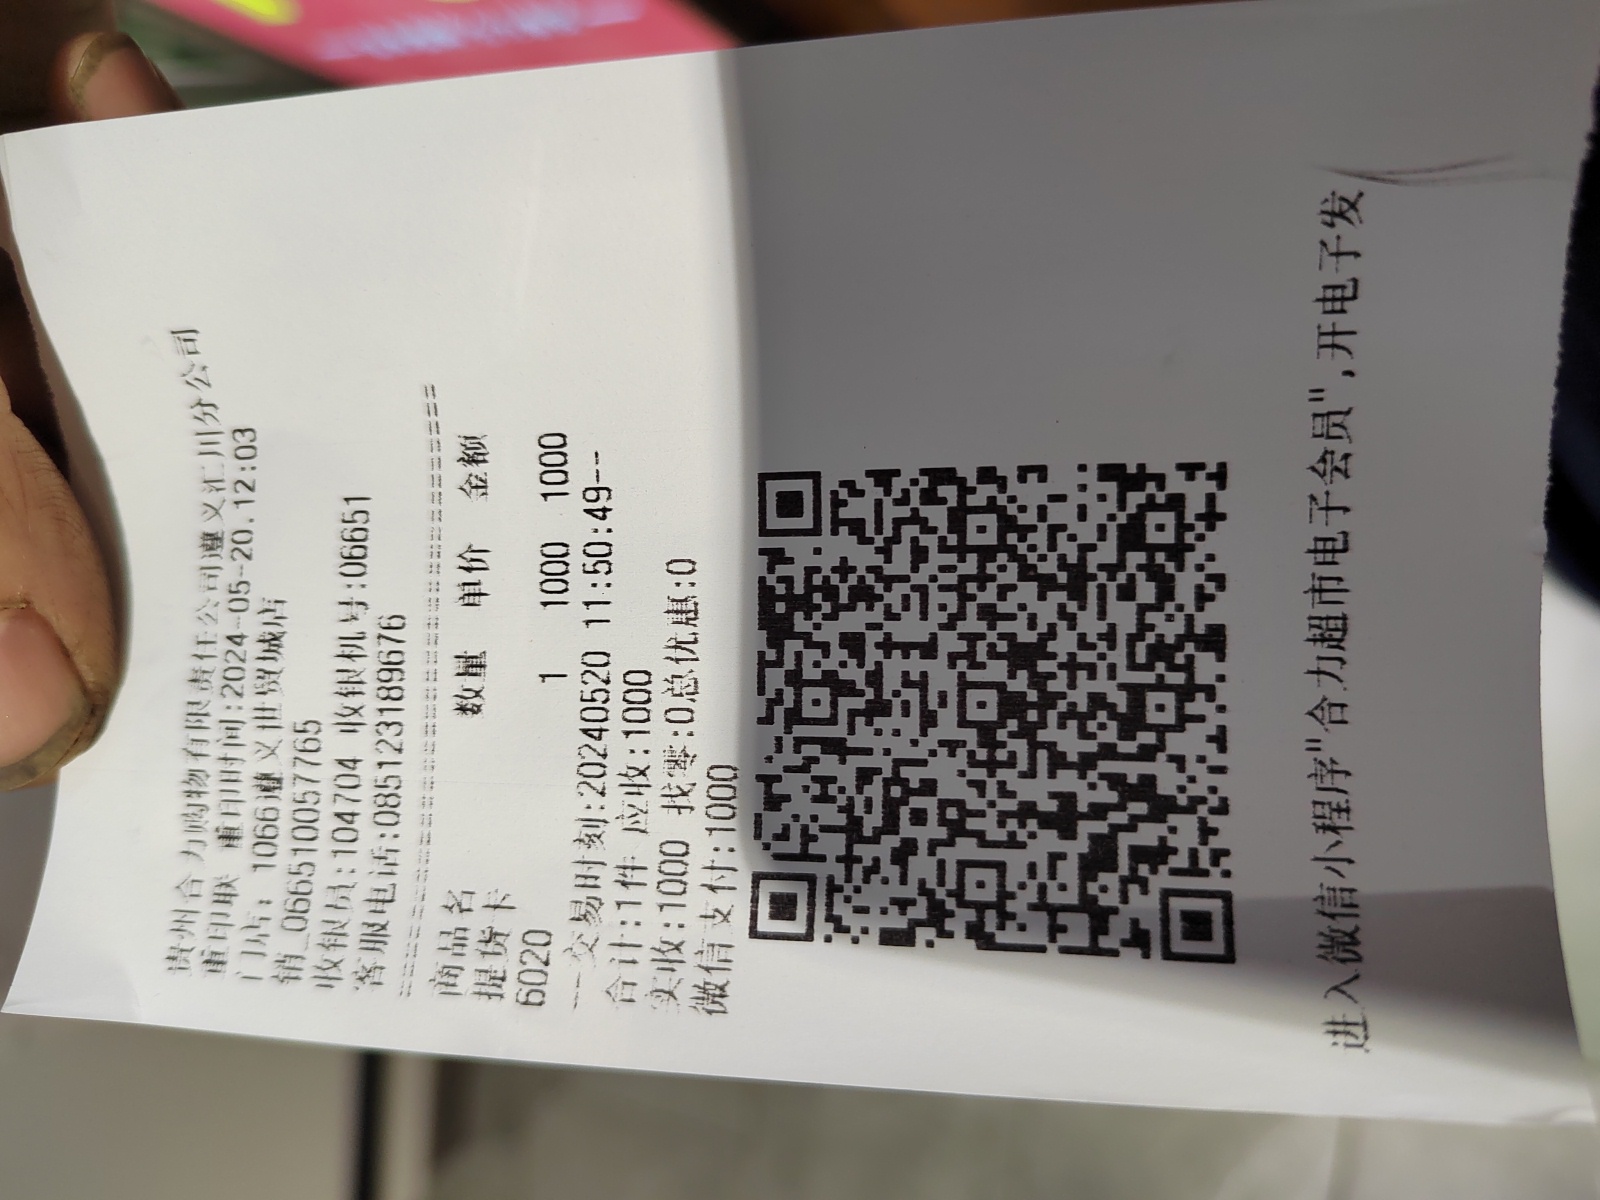 贵州合力购物有限责任公司遵义汇川分公司
重印联 重印时间:2024-05-20.12:03
门店: 1066遵义世贸城店
销_066510057765
收银员:104704 收银机号:06651
客服电话:085123189676
================================
商品名 数量 单价 金额
提货卡
6020 1 1000 1000
---交易时刻:20240520 11:50:49--
合计:1件 应收:1000
实收:1000 找零:0总优惠:0
微信支付:1000
进入微信小程序"合力超市电子会员",开电子发